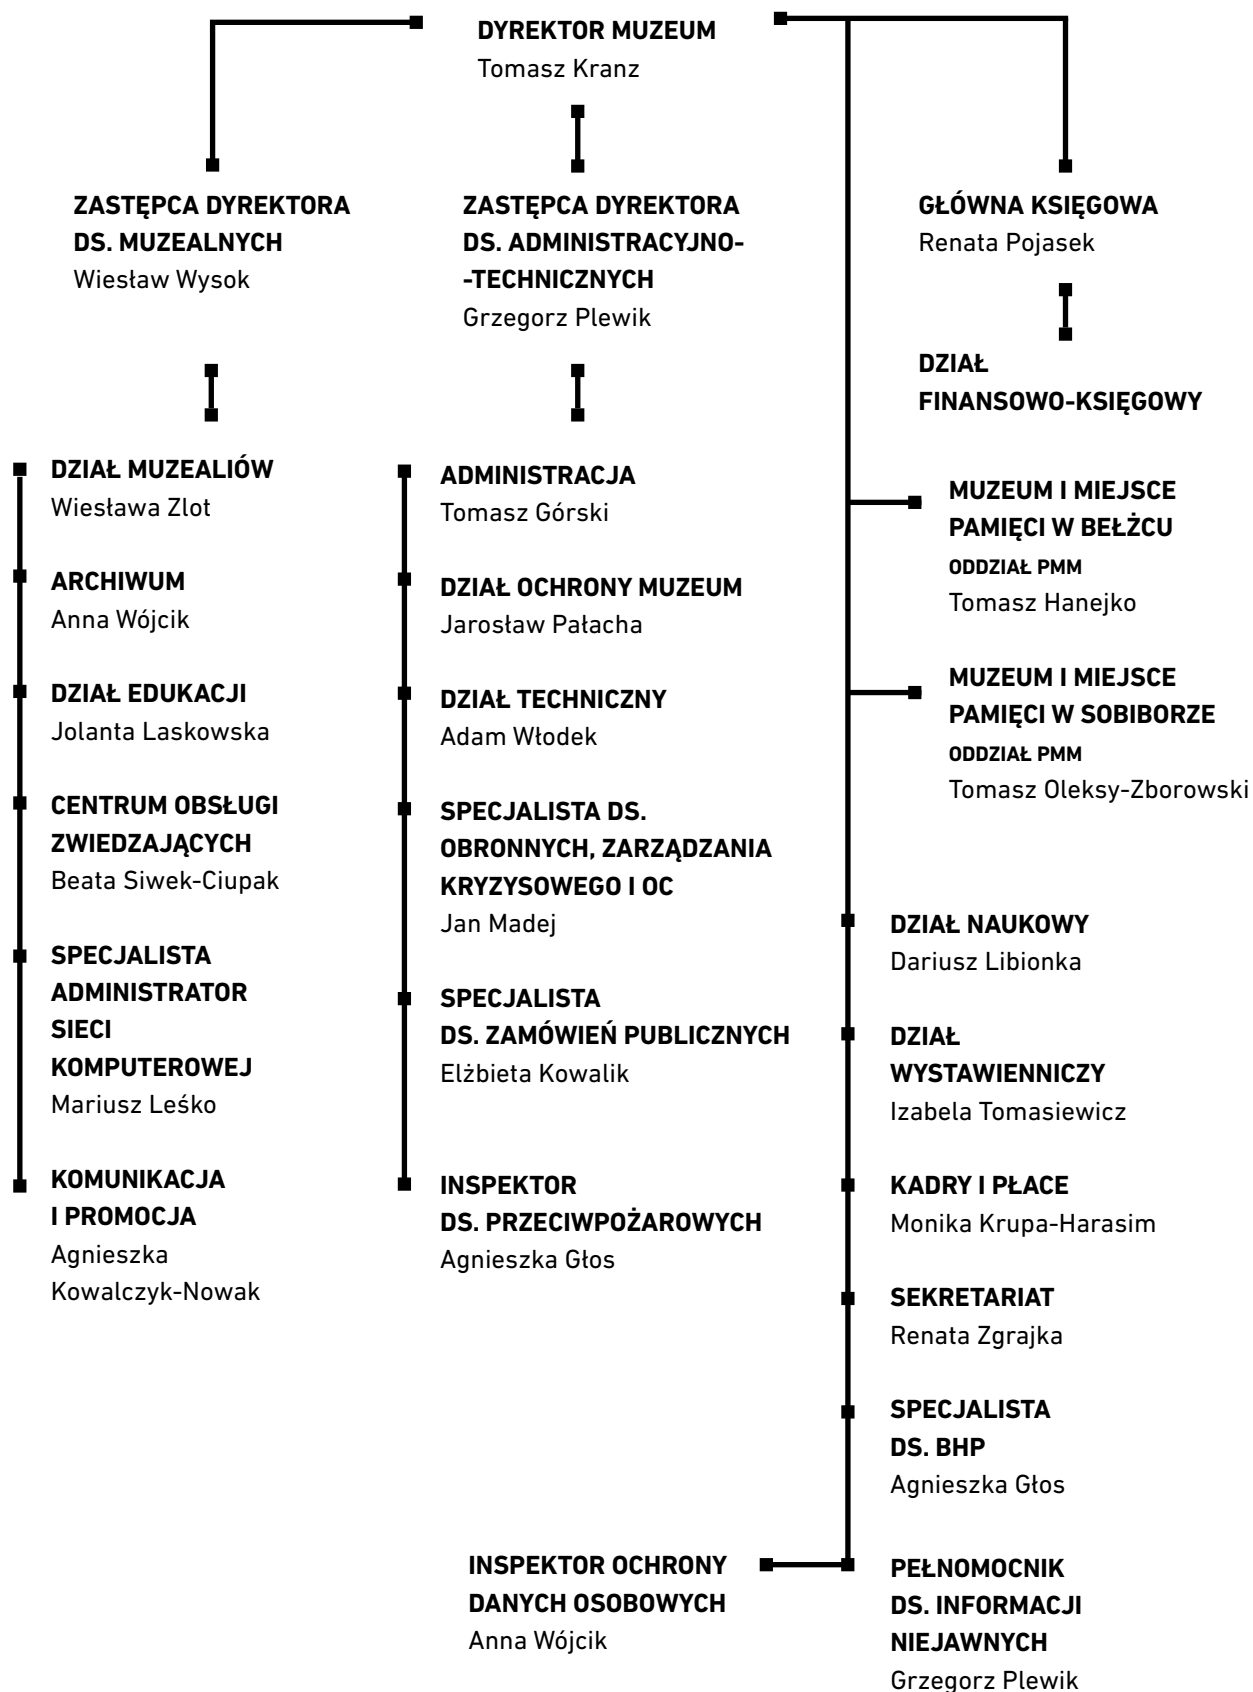 DYREKTOR MUZEUM
Tomasz Kranz
ZASTĘPCA DYREKTORA
DS. MUZEALNYCH
Wiesław Wysok
ZASTĘPCA DYREKTORA
DS. ADMINISTRACYJNO-
-TECHNICZNYCH
Grzegorz Plewik
GŁÓWNA KSIĘGOWA
Renata Pojasek
DZIAŁ
FINANSOWO-KSIĘGOWY
DZIAŁ MUZEALIÓW
Wiesława Zlot
ARCHIWUM
Anna Wójcik
DZIAŁ EDUKACJI
Jolanta Laskowska
CENTRUM OBSŁUGI
ZWIEDZAJĄCYCH
Beata Siwek-Ciupak
SPECJALISTA
ADMINISTRATOR
SIECI
KOMPUTEROWEJ
Mariusz Leśko
KOMUNIKACJA
I PROMOCJA
Agnieszka
Kowalczyk-Nowak
ADMINISTRACJA
Tomasz Górski
DZIAŁ OCHRONY MUZEUM
Jarosław Pałacha
DZIAŁ TECHNICZNY
Adam Włodek
SPECJALISTA DS.
OBRONNYCH, ZARZĄDZANIA
KRYZYSOWEGO I OC
Jan Madej
SPECJALISTA
DS. ZAMÓWIEŃ PUBLICZNYCH
Elżbieta Kowalik
INSPEKTOR
DS. PRZECIWPOŻAROWYCH
Agnieszka Głos
MUZEUM I MIEJSCE
PAMIĘCI W BEŁŻCU
ODDZIAŁ PMM
Tomasz Hanejko
MUZEUM I MIEJSCE
PAMIĘCI W SOBIBORZE
ODDZIAŁ PMM
Tomasz Oleksy-Zborowski
DZIAŁ NAUKOWY
Dariusz Libionka
DZIAŁ
WYSTAWIENNICZY
Izabela Tomasiewicz
KADRY I PŁACE
Monika Krupa-Harasim
SEKRETARIAT
Renata Zgrajka
SPECJALISTA
DS. BHP
Agnieszka Głos
INSPEKTOR OCHRONY
DANYCH OSOBOWYCH
Anna Wójcik
PEŁNOMOCNIK
DS. INFORMACJI
NIEJAWNYCH
Grzegorz Plewik